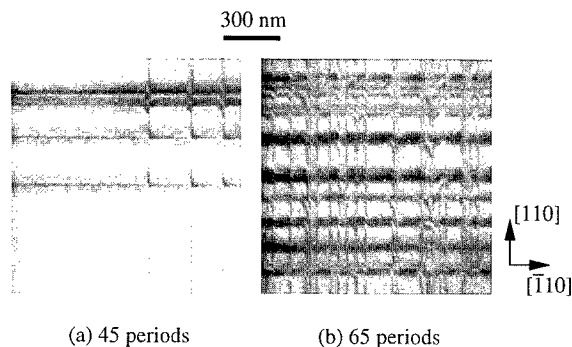 300 nm
[110]
[1̄10]
(a) 45 periods
(b) 65 periods